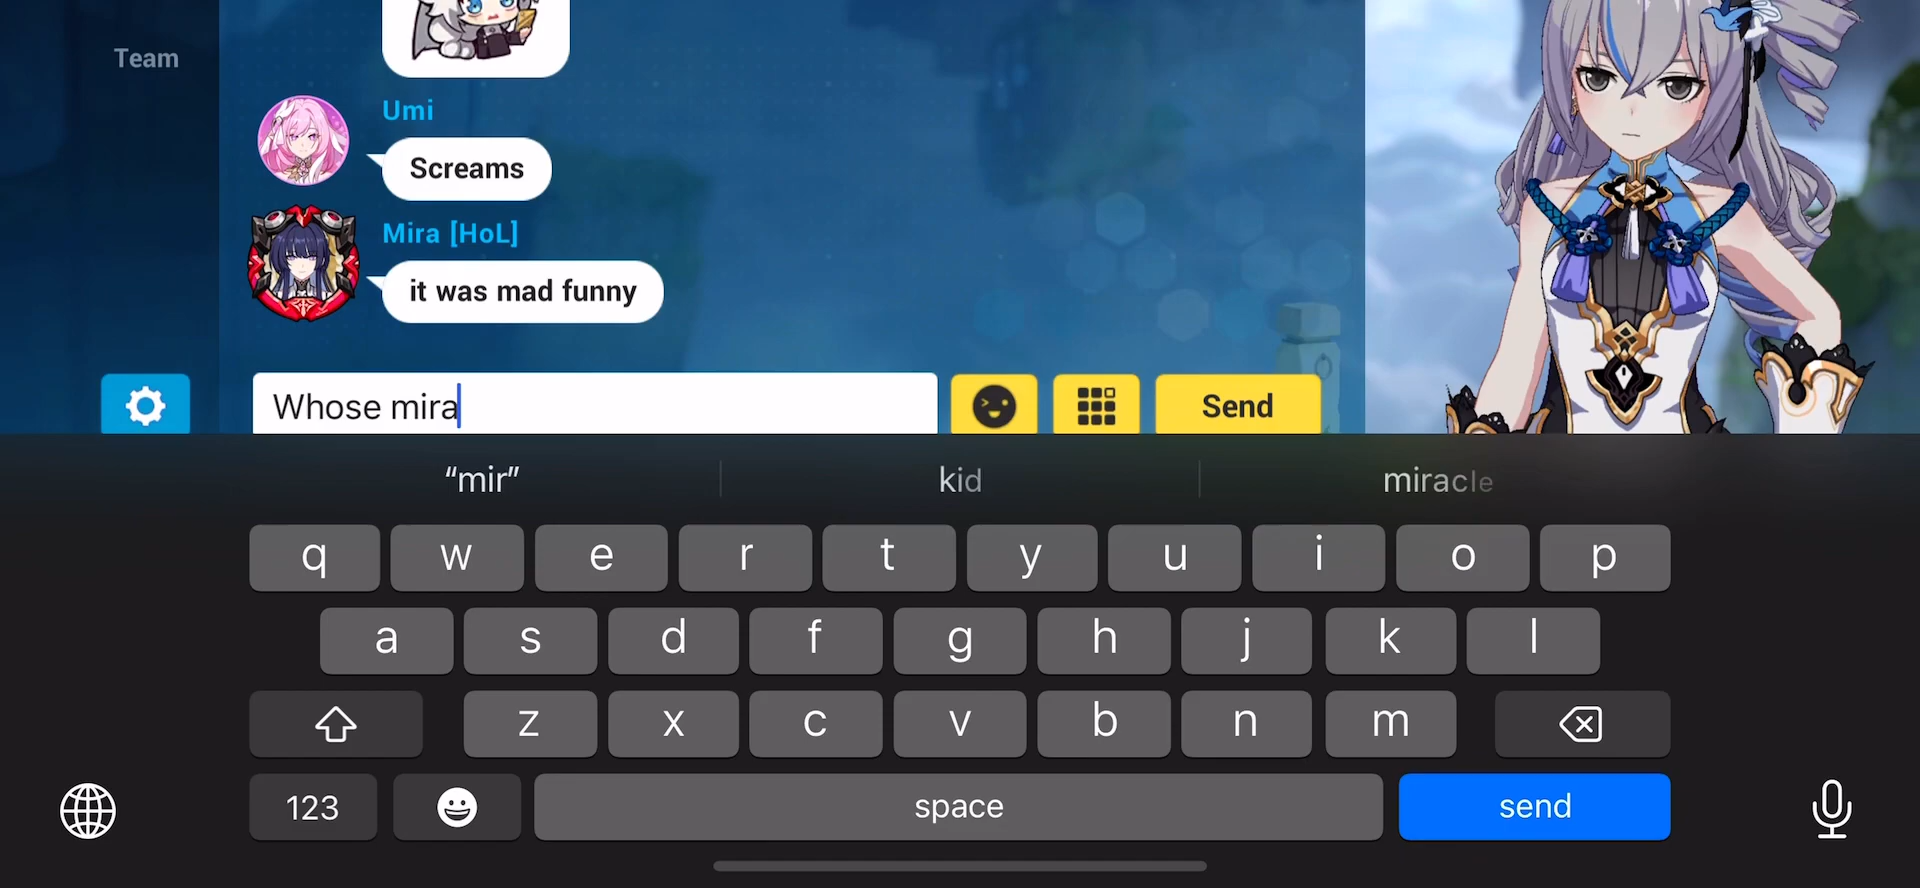 Team
Umi
Screams
Mira [HoL]
it was mad funny
Whose mira
Send
“mir”
kid
miracle
q w e r t y u i o p
a s d f g h j k l
z x c v b n m
123
space
send